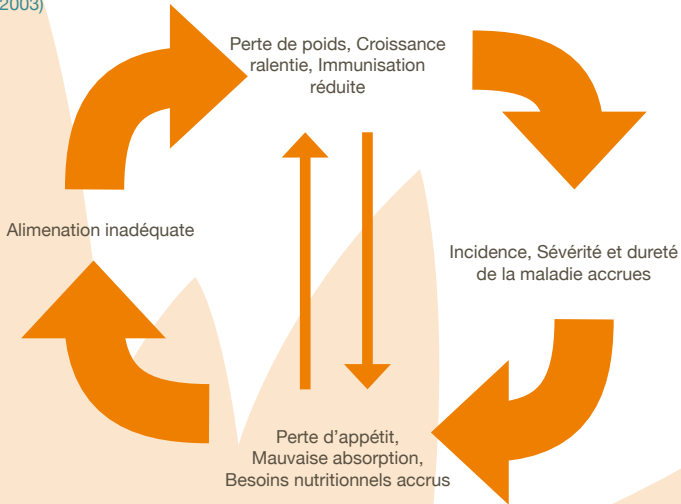 2003)
Perte de poids, Croissance
ralentie, Immunisation
réduite
Alimenation inadéquate
Incidence, Sévérité et dureté
de la maladie accrues
Perte d’appétit,
Mauvaise absorption,
Besoins nutritionnels accrus